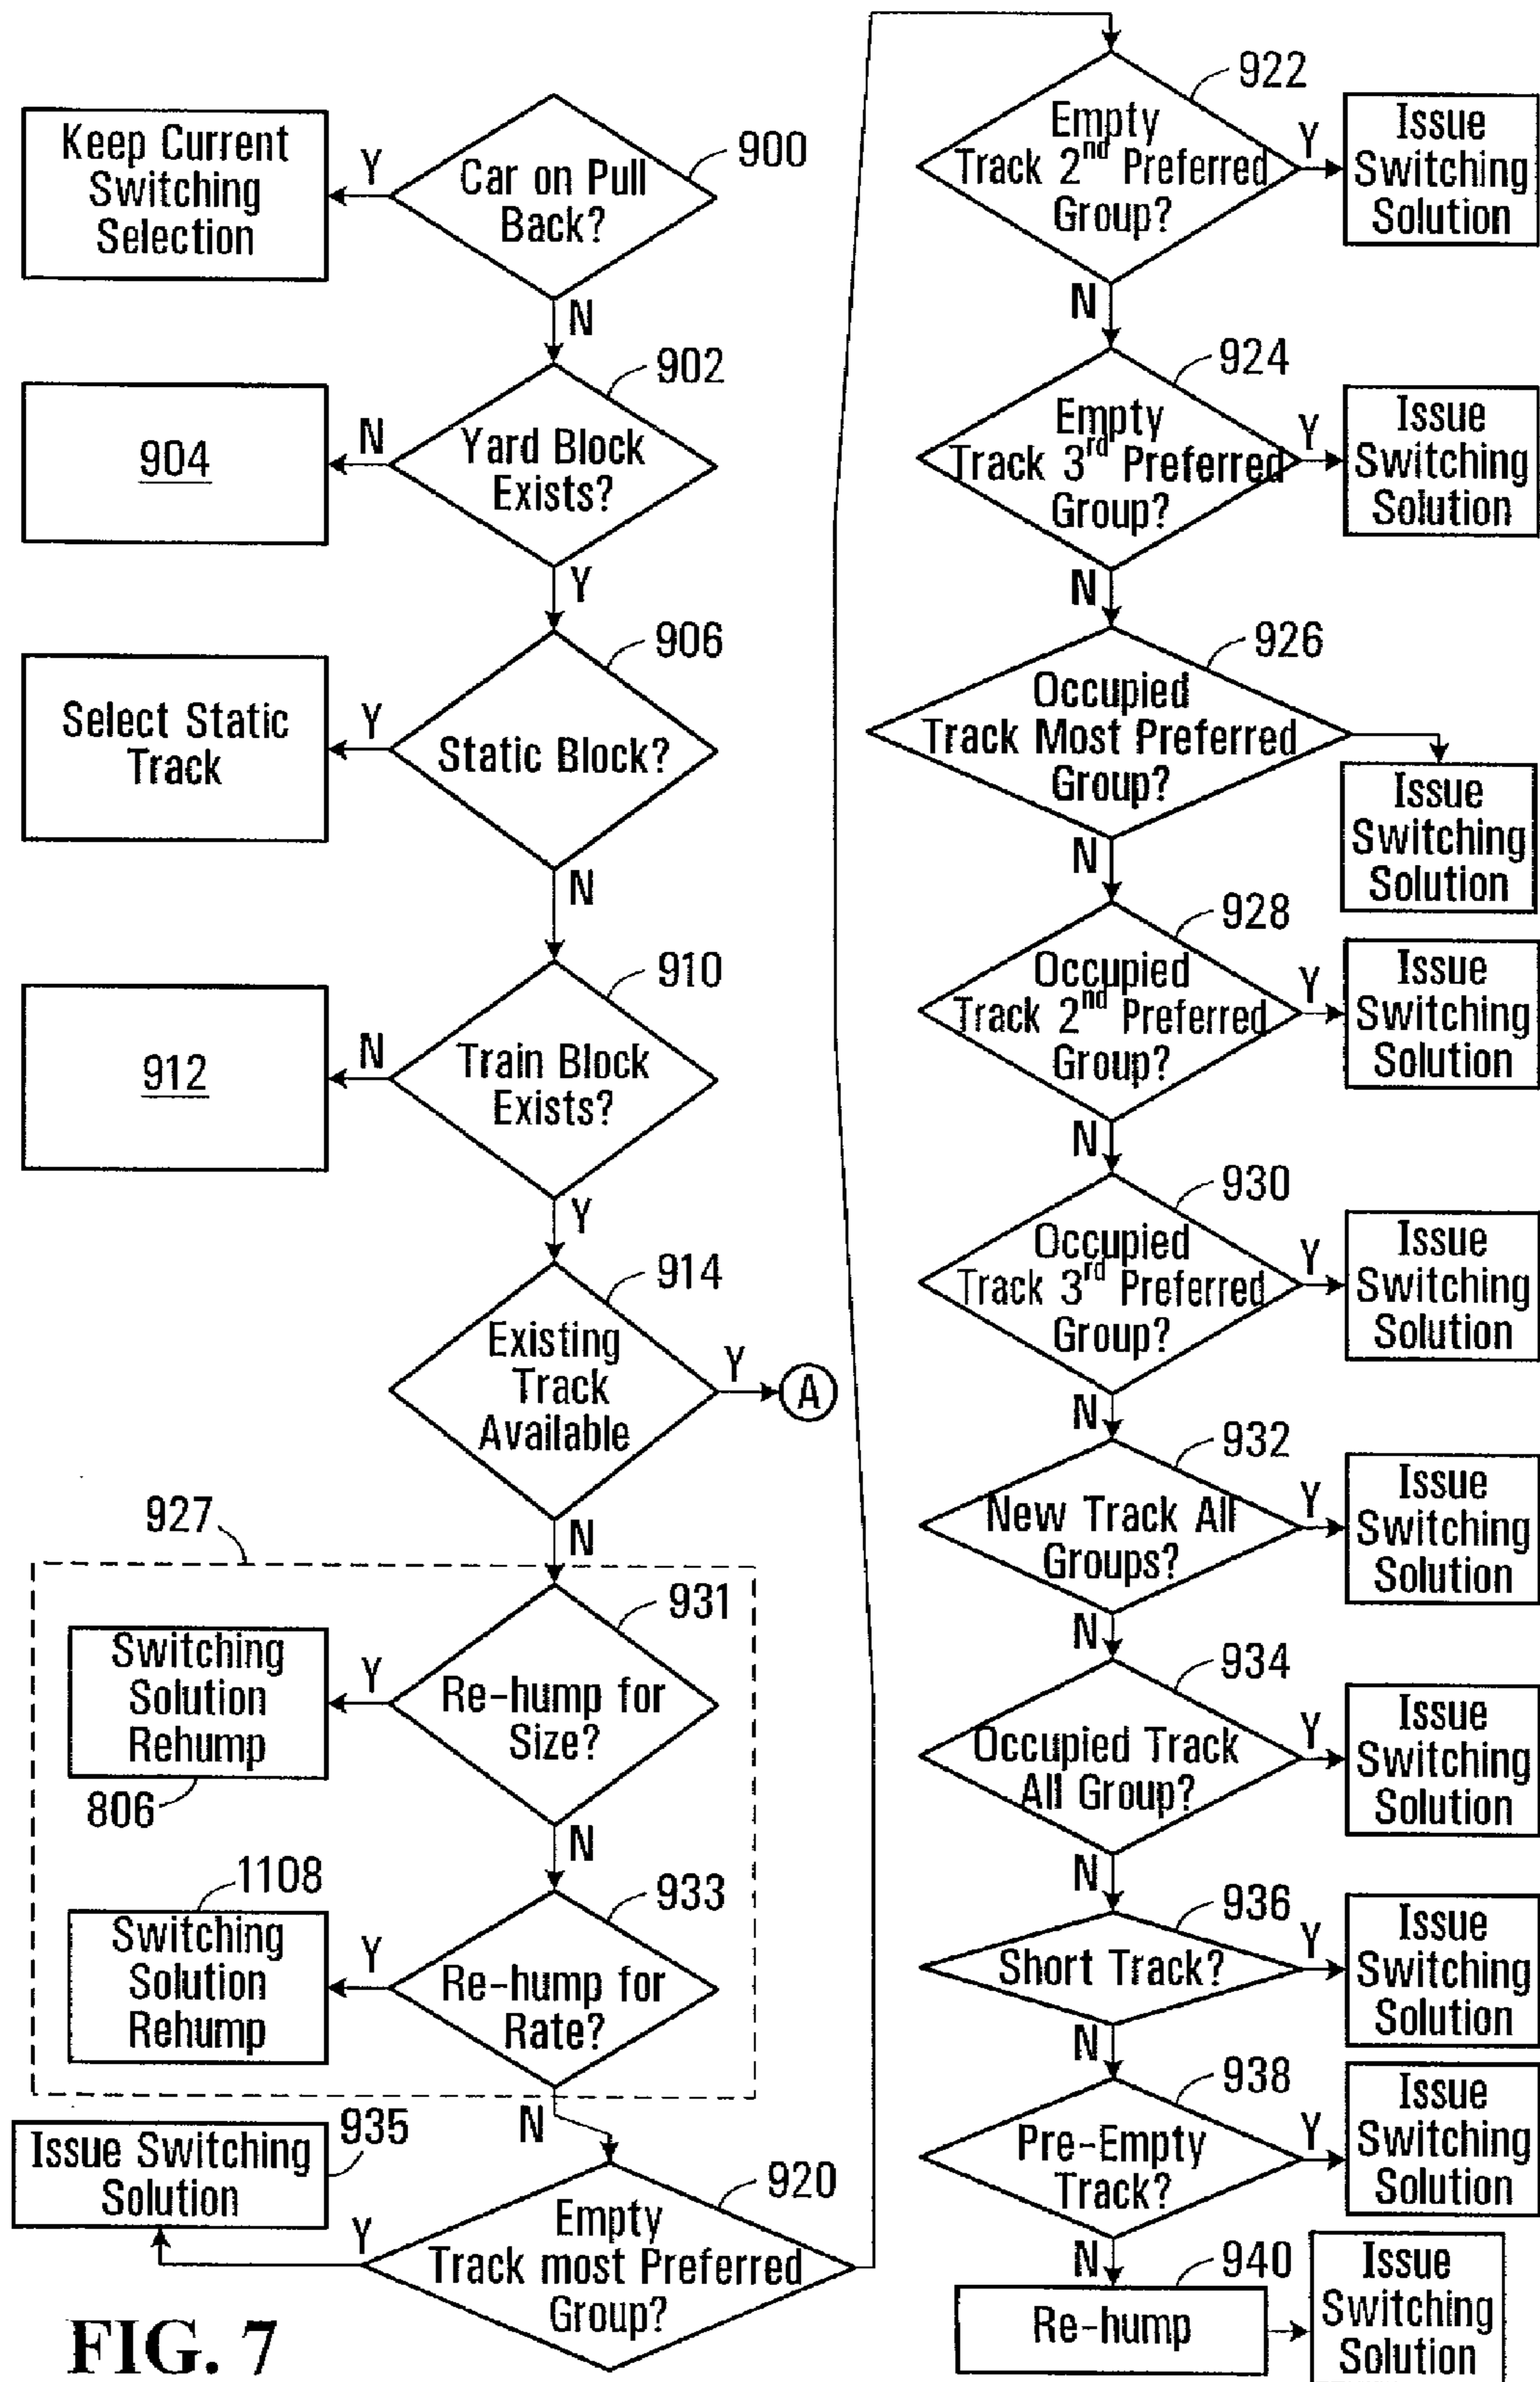 Keep Current
Switching
Selection
Y
Car on Pull
Back?
900
N
904
N
Yard Block
Exists?
902
Y
Select Static
Track
Y
Static Block?
906
N
912
N
Train Block
Exists?
910
Y
Existing
Track
Available
914
Y
A
N
927
Switching
Solution
Rehump
806
Y
Re-hump for
Size?
931
N
1108
Switching
Solution
Rehump
Y
Re-hump for
Rate?
933
N
Issue Switching
Solution
935
Y
Empty
Track most Preferred
Group?
920
FIG. 7
Empty
Track 2nd Preferred
Group?
922
Y
Issue
Switching
Solution
N
Empty
Track 3rd Preferred
Group?
924
Y
Issue
Switching
Solution
N
Occupied
Track Most Preferred
Group?
926
Issue
Switching
Solution
N
Occupied
Track 2nd Preferred
Group?
928
Y
Issue
Switching
Solution
N
Occupied
Track 3rd Preferred
Group?
930
Y
Issue
Switching
Solution
N
New Track All
Groups?
932
Y
Issue
Switching
Solution
N
Occupied Track
All Group?
934
Y
Issue
Switching
Solution
N
Short Track?
936
Y
Issue
Switching
Solution
N
Pre-Empty
Track?
938
Y
Issue
Switching
Solution
N
Re-hump
940
Issue
Switching
Solution